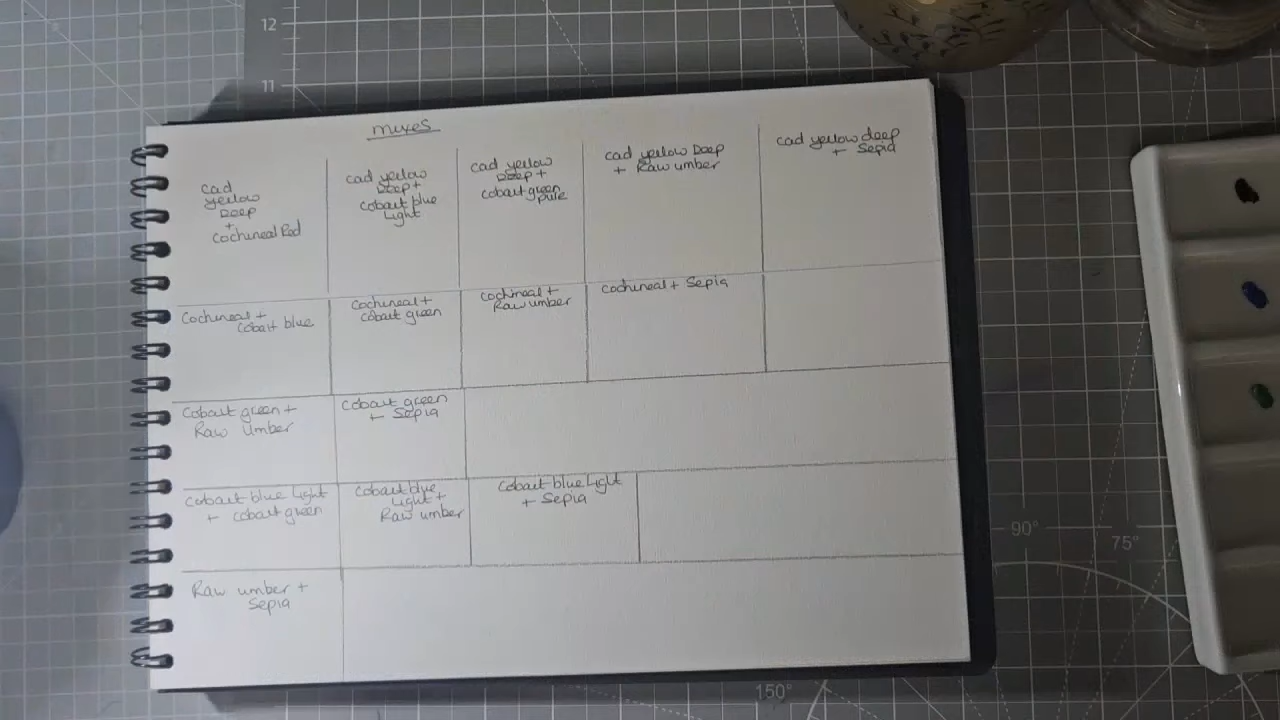 12
11
mixes
cad
yellow
Deep
+
Cochineal Red
cad yellow
Deep +
cobalt blue
Light
cad yellow
Deep +
cobalt green
pure
cad yellow Deep
+ Raw umber
cad yellow deep
+ Sepia
Cochineal +
Cobalt blue
Cochineal +
cobalt green
cochineal +
Raw umber
cochineal + Sepia
Cobalt green +
Raw umber
Cobalt green
+ Sepia
Cobalt blue Light
+ cobalt green
Cobalt blue
Light +
Raw umber
Cobalt blue Light
+ Sepia
Raw umber +
Sepia
90°
75°
150°